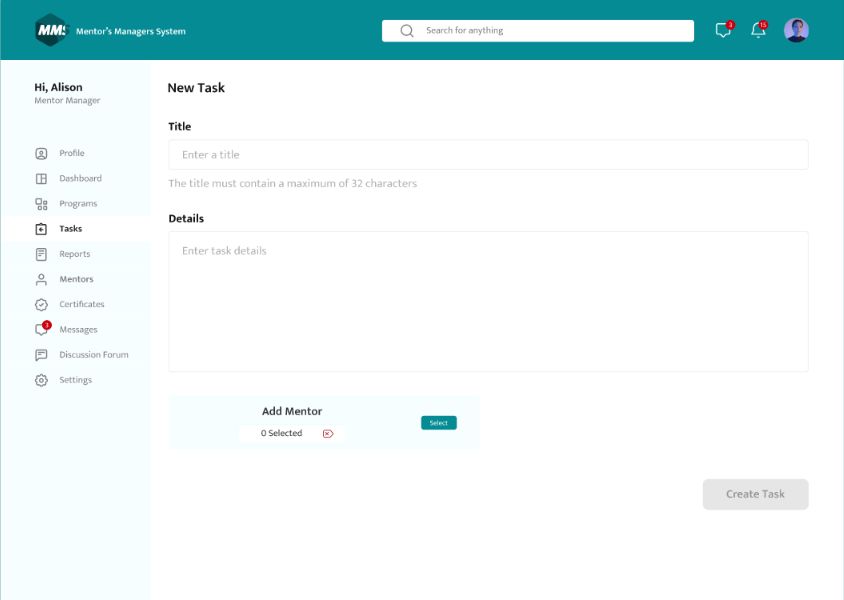 MM:
Mentor's Managers System
Search for anything
3
15
Hi, Alison
Mentor Manager
Profile
Dashboard
Programs
Tasks
Reports
Mentors
Certificates
3
Messages
Discussion Forum
Settings
New Task
Title
Enter a title
The title must contain a maximum of 32 characters
Details
Enter task details
Add Mentor
0 Selected
Select
Create Task